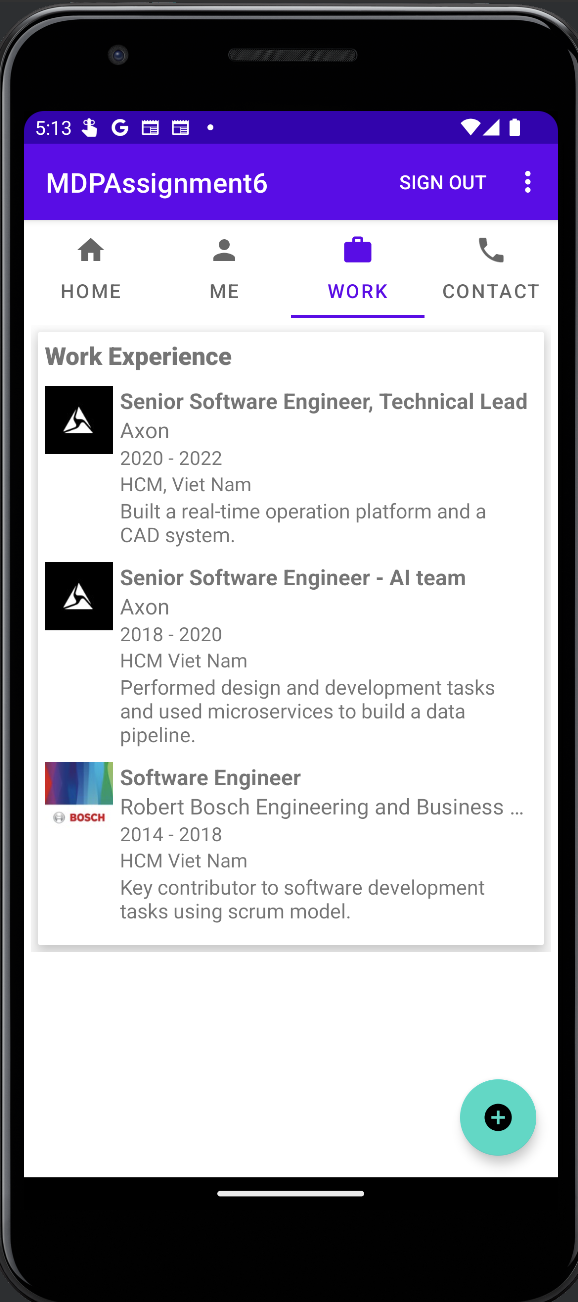 5:13
MDPAssignment6
SIGN OUT
HOME
ME
WORK
CONTACT
Work Experience
Senior Software Engineer, Technical Lead
Axon
2020 - 2022
HCM, Viet Nam
Built a real-time operation platform and a
CAD system.
Senior Software Engineer - AI team
Axon
2018 - 2020
HCM Viet Nam
Performed design and development tasks
and used microservices to build a data
pipeline.
BOSCH
Software Engineer
Robert Bosch Engineering and Business ...
2014 - 2018
HCM Viet Nam
Key contributor to software development
tasks using scrum model.